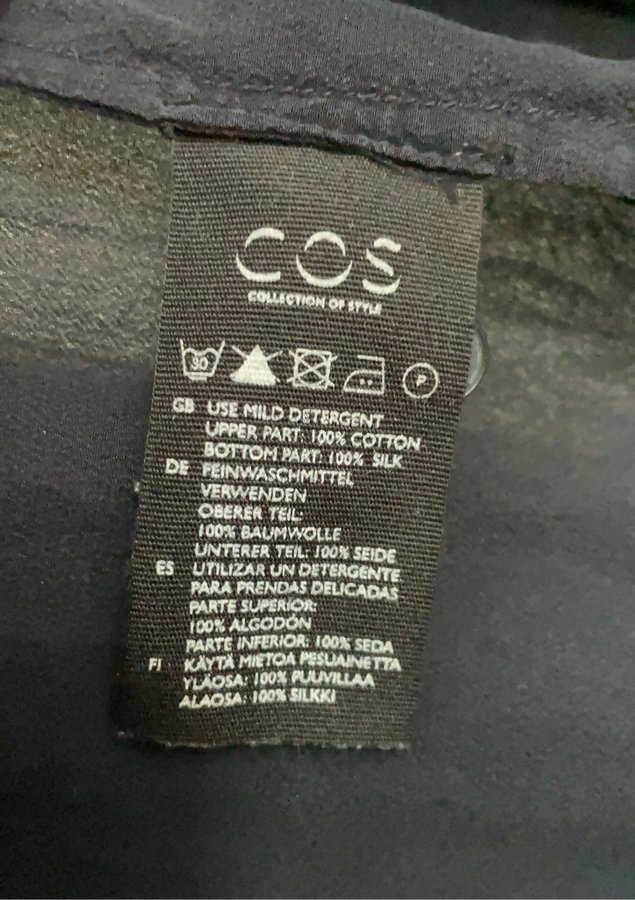 COS
COLLECTION OF STYLE
30
P
GB USE MILD DETERGENT
UPPER PART: 100% COTTON
BOTTOM PART: 100% SILK
DE FEINWASCHMITTEL
VERWENDEN
OBERER TEIL:
100% BAUMWOLLE
UNTERER TEIL: 100% SEIDE
ES UTILIZAR UN DETERGENTE
PARA PRENDAS DELICADAS
PARTE SUPERIOR:
100% ALGODÓN
PARTE INFERIOR: 100% SEDA
FI KÄYTÄ MIETOA PESUAINETTA
YLÄOSA: 100% PUUVILLAA
ALAOSA: 100% SILKKI